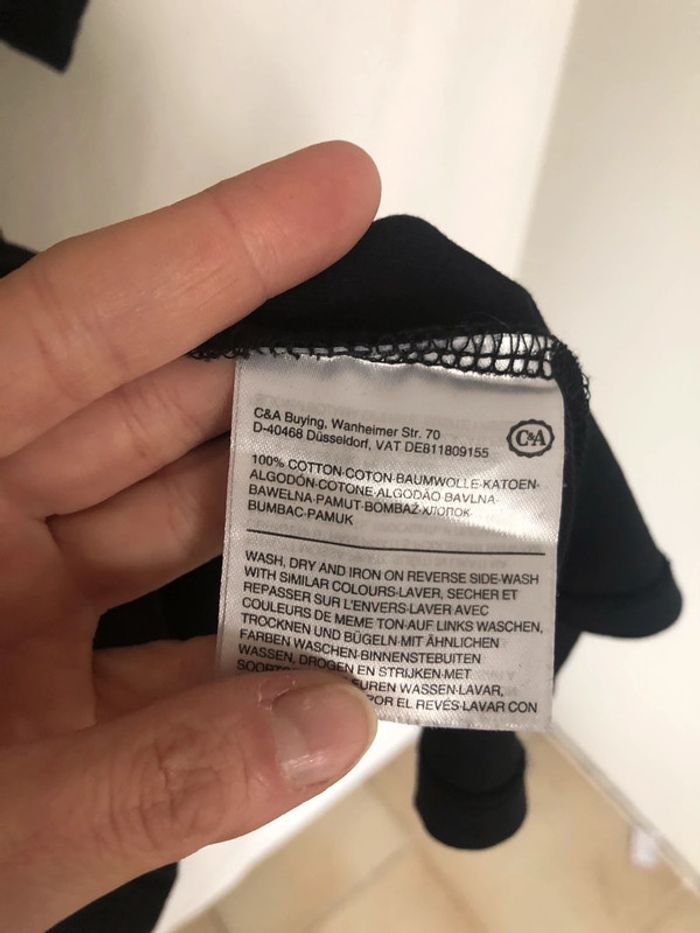 C&A Buying, Wanheimer Str. 70
D-40468 Düsseldorf, VAT DE811809155
C&A
100% COTTON·COTON·BAUMWOLLE·KATOEN·
ALGODÓN·COTONE·ALGODÃO·BAVLNA·
BAWEŁNA·PAMUT·BOMBAŽ·ХЛОПОК·
BUMBAC·PAMUK
WASH, DRY AND IRON ON REVERSE SIDE·WASH
WITH SIMILAR COLOURS·LAVER, SECHER ET
REPASSER SUR L'ENVERS·LAVER AVEC
COULEURS DE MEME TON·AUF LINKS WASCHEN,
TROCKNEN UND BÜGELN·MIT ÄHNLICHEN
FARBEN WASCHEN·BINNENSTEBUITEN
WASSEN, DROGEN EN STRIJKEN·MET
EUREN WASSEN·LAVAR,
POR EL REVÉS·LAVAR CON